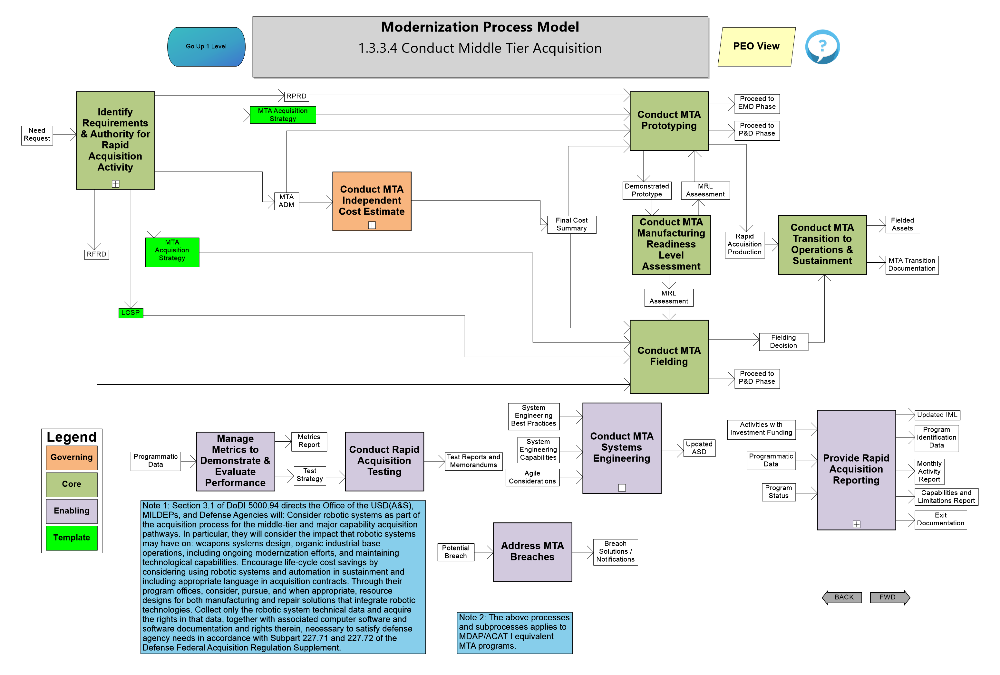 Modernization Process Model
1.3.3.4 Conduct Middle Tier Acquisition
Go Up 1 Level
PEO View
?
Need
Request
Identify
Requirements
& Authority for
Rapid
Acquisition
Activity
RPRD
MTA Acquisition
Strategy
Conduct MTA
Prototyping
Proceed to
EMD Phase
Proceed to
P&D Phase
MTA
ADM
Conduct MTA
Independent
Cost Estimate
Final Cost
Summary
Demonstrated
Prototype
MRL
Assessment
Conduct MTA
Manufacturing
Readiness
Level
Assessment
Rapid
Acquisition
Production
Conduct MTA
Transition to
Operations &
Sustainment
Fielded
Assets
MTA Transition
Documentation
RFRD
MTA
Acquisition
Strategy
LCSP
MRL
Assessment
Conduct MTA
Fielding
Fielding
Decision
Proceed to
P&D Phase
Legend
Governing
Core
Enabling
Template
Programmatic
Data
Manage
Metrics to
Demonstrate &
Evaluate
Performance
Metrics
Report
Test
Strategy
Conduct Rapid
Acquisition
Testing
Test Reports and
Memorandums
System
Engineering
Best Practices
System
Engineering
Capabilities
Agile
Considerations
Conduct MTA
Systems
Engineering
Updated
ASD
Activities with
Investment Funding
Programmatic
Data
Program
Status
Provide Rapid
Acquisition
Reporting
Updated IML
Program
Identification
Data
Monthly
Activity
Report
Capabilities and
Limitations Report
Exit
Documentation
Note 1: Section 3.1 of DoDI 5000.94 directs the Office of the USD(A&S),
MILDEPs, and Defense Agencies will: Consider robotic systems as part of
the acquisition process for the middle-tier and major capability acquisition
pathways. In particular, they will consider the impact that robotic systems
may have on: weapons systems design, organic industrial base
operations, including ongoing modernization efforts, and maintaining
technological capabilities. Encourage life-cycle cost savings by
considering using robotic systems and automation in sustainment and
including appropriate language in acquisition contracts. Through their
program offices, consider, pursue, and when appropriate, resource
designs for both manufacturing and repair solutions that integrate robotic
technologies. Collect only the robotic system technical data and acquire
the rights in that data, together with associated computer software and
software documentation and rights therein, necessary to satisfy defense
agency needs in accordance with Subpart 227.71 and 227.72 of the
Defense Federal Acquisition Regulation Supplement.
Potential
Breach
Address MTA
Breaches
Breach
Solutions /
Notifications
Note 2: The above processes
and subprocesses applies to
MDAP/ACAT I equivalent
MTA programs.
BACK
FWD